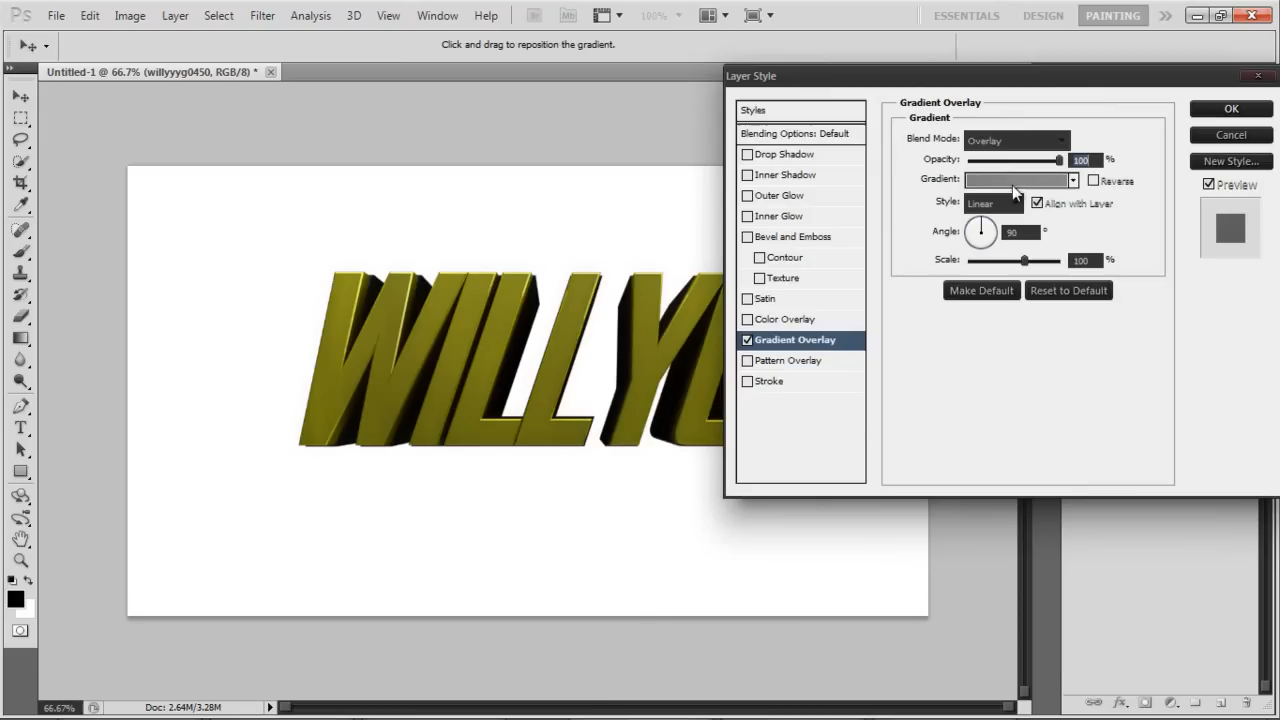 Ps File Edit Image Layer Select Filter Analysis 3D View Window Help Br Mb 100% ESSENTIALS DESIGN PAINTING
Click and drag to reposition the gradient.
Untitled-1 @ 66.7% (willyyyg0450, RGB/8) *
Layer Style
Styles
Blending Options: Default
Drop Shadow
Inner Shadow
Outer Glow
Inner Glow
Bevel and Emboss
Contour
Texture
Satin
Color Overlay
Gradient Overlay
Pattern Overlay
Stroke
Gradient Overlay
Gradient
Blend Mode: Overlay
Opacity: 100 %
Gradient: Reverse
Style: Linear Align with Layer
Angle: 90 °
Scale: 100 %
Make Default Reset to Default
OK
Cancel
New Style...
Preview
WILLY
T
fx
66.67% Doc: 2.64M/3.28M